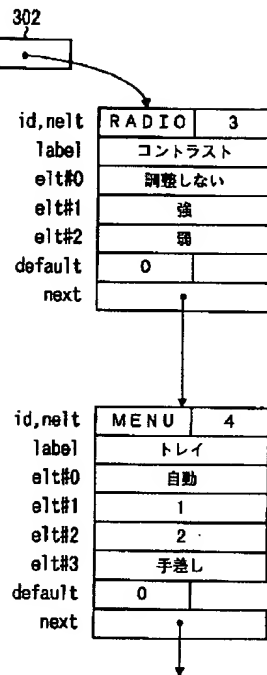 302
id,nelt RADIO 3
label コントラスト
elt#0 調整しない
elt#1 強
elt#2 弱
default 0
next
id,nelt MENU 4
label トレイ
elt#0 自動
elt#1 1
elt#2 2
elt#3 手差し
default 0
next